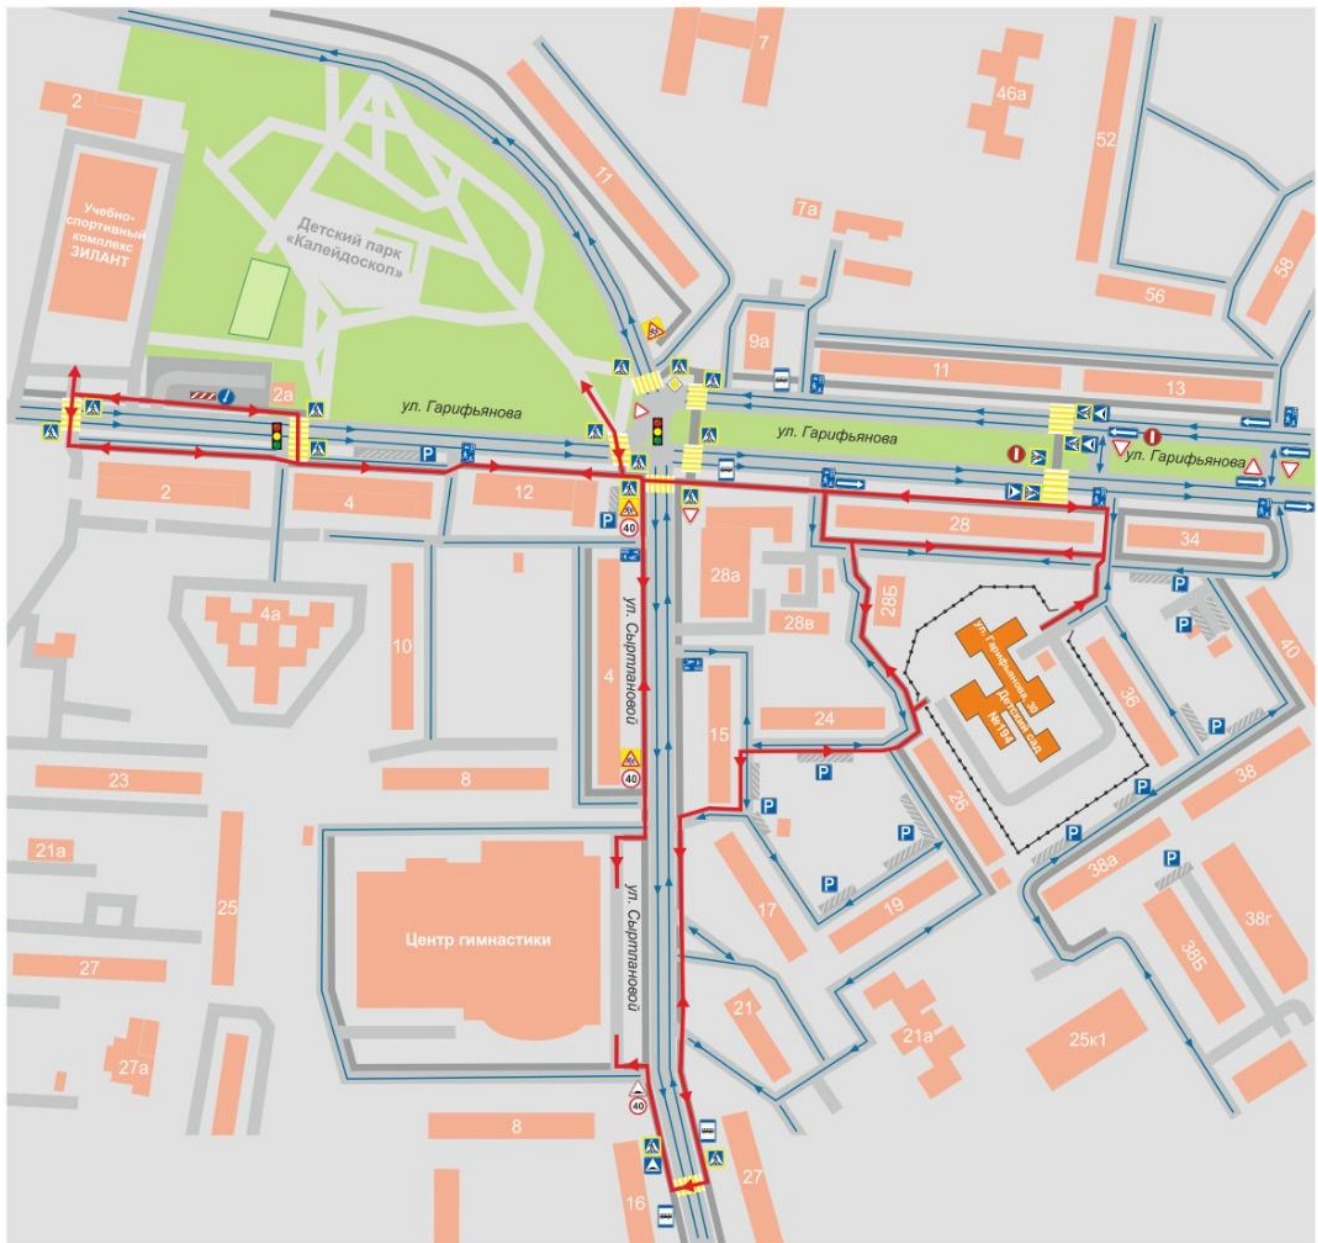 7
46а
52
2
11
Учебно-
спортивный
комплекс
ЗИЛАНТ
Детский парк
«Калейдоскоп»
7а
58
56
9а
11
13
2а
ул. Гарифьянова
ул. Гарифьянова
ул. Гарифьянова
P
2
4
12
P
40
28
34
28а
28Б
28в
4а
10
4
ул. Сыртлановой
ул. Гарифьянова, 30
Детский сад
№194
P
P
40
36
15
24
P
P
40
23
8
P
26
38
P
21а
25
P
P
P
P
38а
17
19
38г
38Б
ул. Сыртлановой
Центр гимнастики
27
21
21а
25к1
27а
40
8
16
27